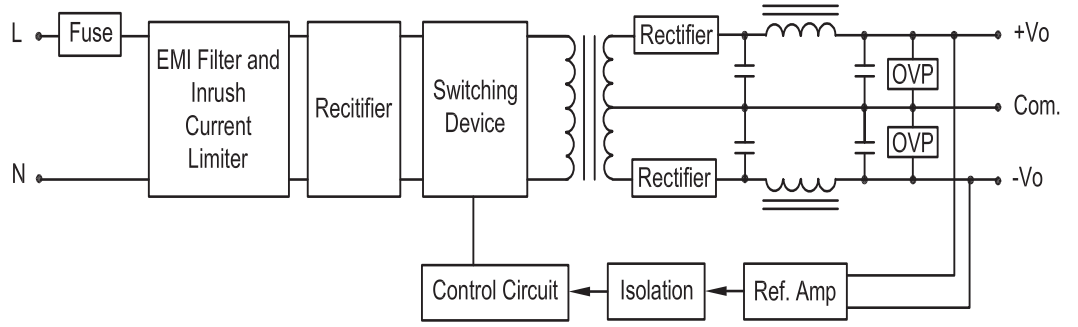 L
Fuse
EMI Filter and
Inrush
Current
Limiter
N
Recitifier
Switching
Device
Rectifier
Rectifier
OVP
OVP
+Vo
Com.
-Vo
Control Circuit
Isolation
Ref. Amp